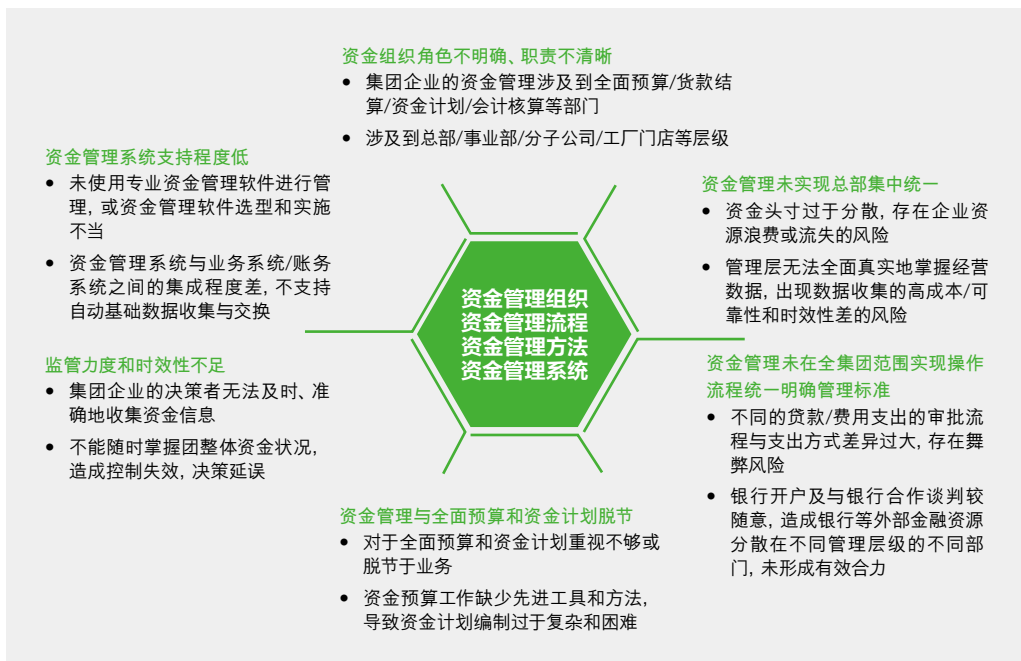 资金组织角色不明确、职责不清晰
• 集团企业的资金管理涉及到全面预算/货款结
算/资金计划/会计核算等部门
• 涉及到总部/事业部/分子公司/工厂门店等层级
资金管理系统支持程度低
• 未使用专业资金管理软件进行管
理, 或资金管理软件选型和实施
不当
• 资金管理系统与业务系统/账务
系统之间的集成程度差, 不支持
自动基础数据收集与交换
资金管理未实现总部集中统一
• 资金头寸过于分散, 存在企业资
源浪费或流失的风险
• 管理层无法全面真实地掌握经营
数据, 出现数据收集的高成本/可
靠性和时效性差的风险
资金管理组织
资金管理流程
资金管理方法
资金管理系统
监管力度和时效性不足
• 集团企业的决策者无法及时、准
确地收集资金信息
• 不能随时掌握团整体资金状况,
造成控制失效, 决策延误
资金管理未在全集团范围实现操作
流程统一明确管理标准
• 不同的贷款/费用支出的审批流
程与支出方式差异过大, 存在舞
弊风险
• 银行开户及与银行合作谈判较
随意, 造成银行等外部金融资源
分散在不同管理层级的不同部
门, 未形成有效合力
资金管理与全面预算和资金计划脱节
• 对于全面预算和资金计划重视不够或
脱节于业务
• 资金预算工作缺少先进工具和方法,
导致资金计划编制过于复杂和困难